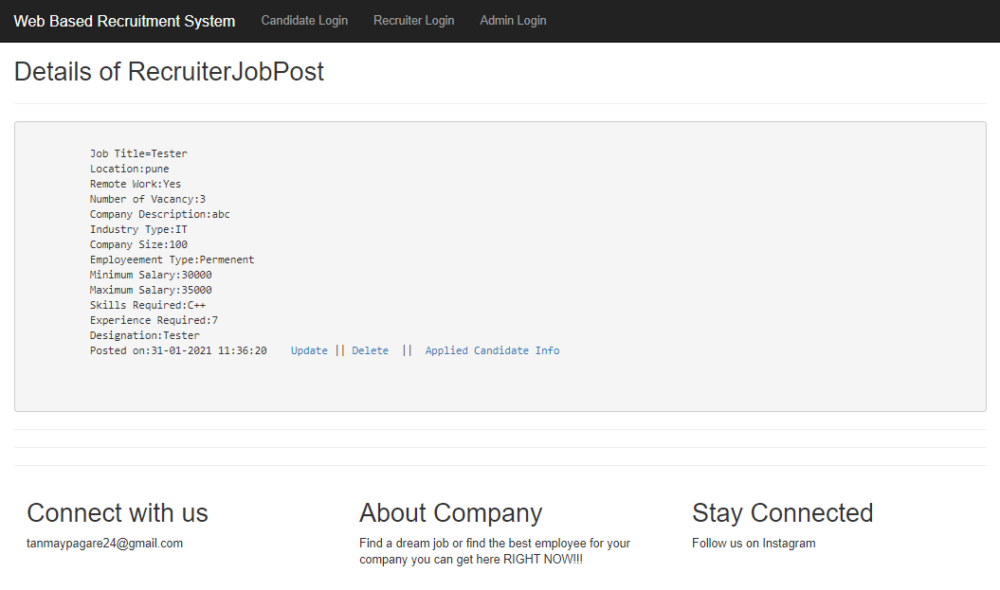 Web Based Recruitment System Candidate Login Recruiter Login Admin Login
Details of RecruiterJobPost
Job Title=Tester
Location:pune
Remote Work:Yes
Number of Vacancy:3
Company Description:abc
Industry Type:IT
Company Size:100
Employeement Type:Permenent
Minimum Salary:30000
Maximum Salary:35000
Skills Required:C++
Experience Required:7
Designation:Tester
Posted on:31-01-2021 11:36:20 Update || Delete || Applied Candidate Info
Connect with us
tanmaypagare24@gmail.com
About Company
Find a dream job or find the best employee for your
company you can get here RIGHT NOW!!!
Stay Connected
Follow us on Instagram